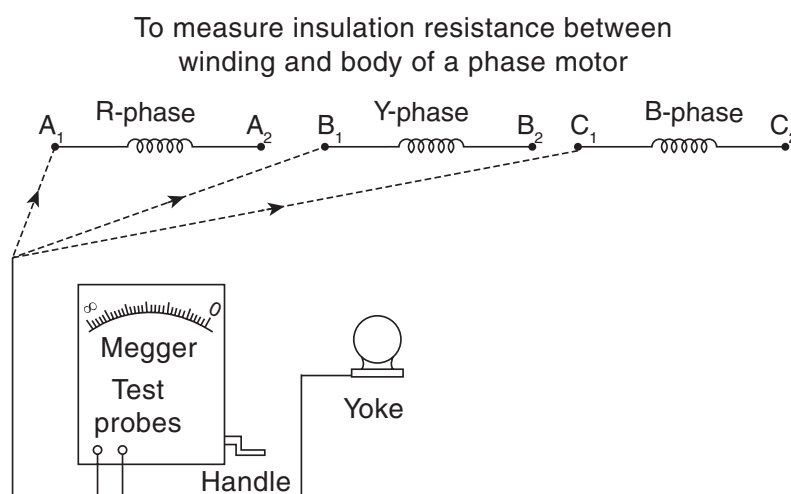 To measure insulation resistance between
winding and body of a phase motor
A₁ R-phase A₂ B₁ Y-phase B₂ C₁ B-phase C₂
∞ 0
Megger
Test
probes
Yoke
Handle